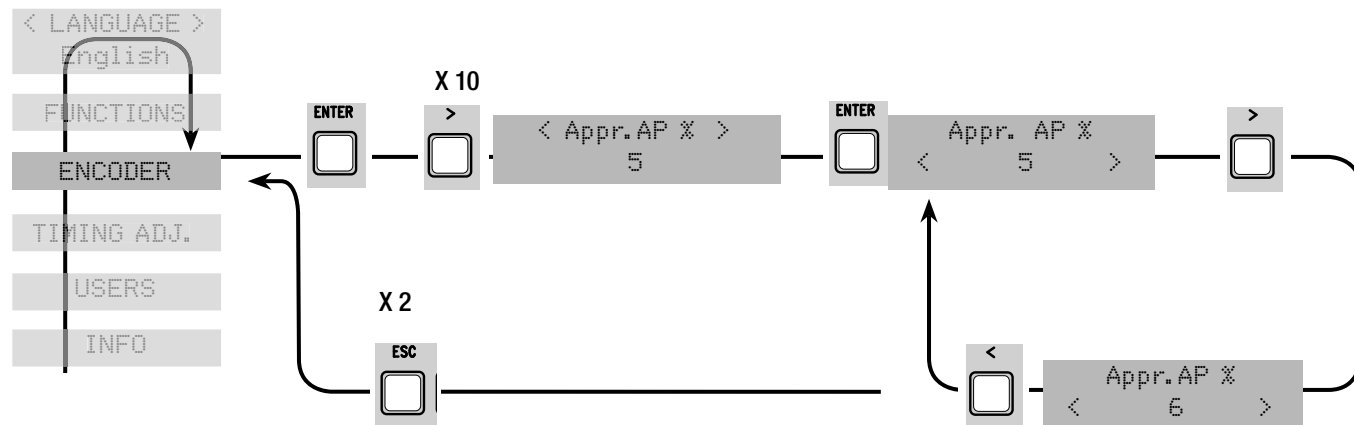 < LANGUAGE >
English
FUNCTIONS
ENCODER
TIMING ADJ.
USERS
INFO
ENTER
X 10
>
< Appr.AP % >
5
ENTER
Appr. AP %
< 5 >
>
X 2
ESC
<
Appr.AP %
< 6 >